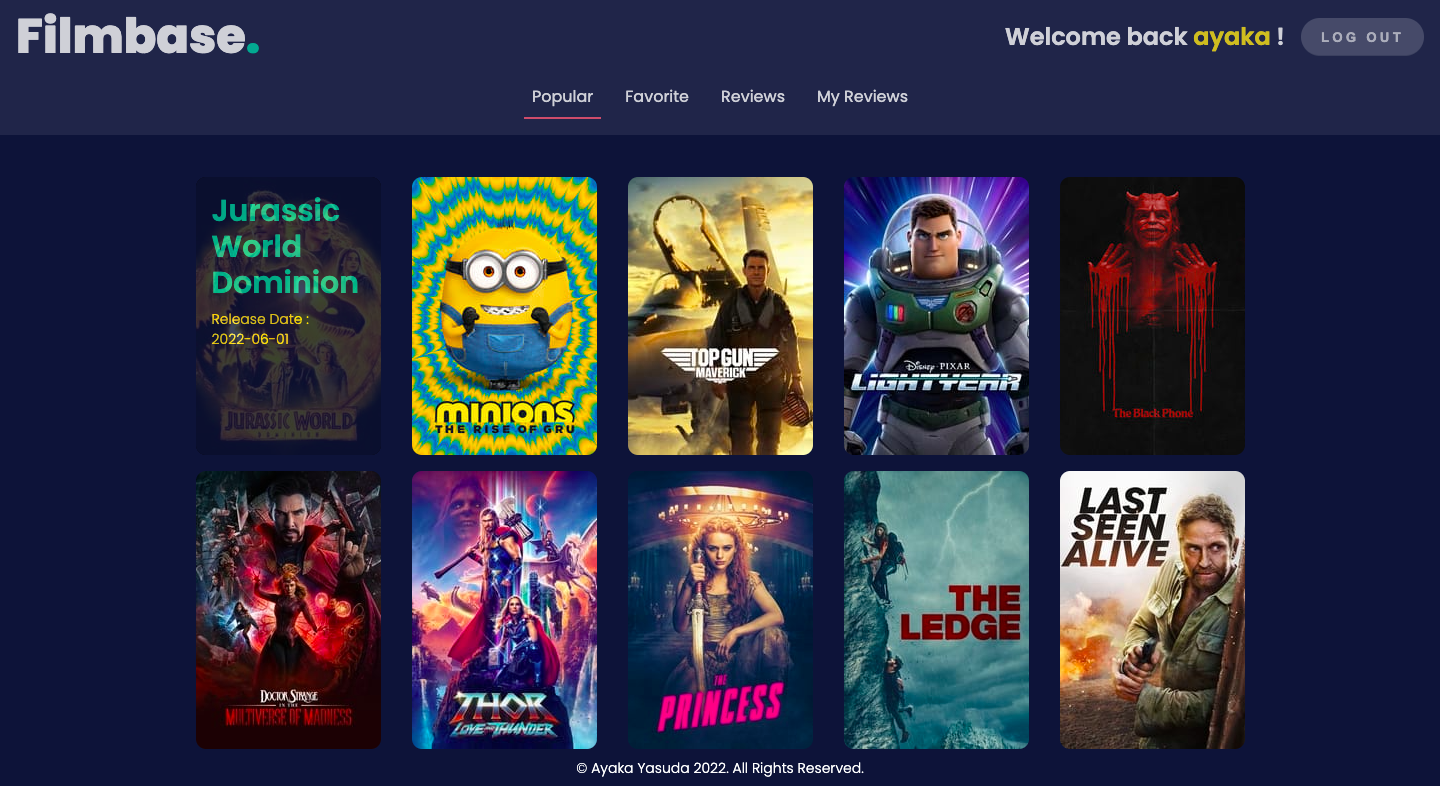 Filmbase.
Welcome back ayaka !
LOG OUT
Popular
Favorite
Reviews
My Reviews
Jurassic
World
Dominion
Release Date :
2022-06-01
JURASSIC WORLD
DOMINION
MINIONS
THE RISE OF GRU
TOP GUN
MAVERICK
DISNEY · PIXAR
LIGHTYEAR
The Black Phone
DOCTOR STRANGE
IN THE
MULTIVERSE OF MADNESS
THOR
LOVE AND THUNDER
THE
PRINCESS
THE
LEDGE
LAST
SEEN
ALIVE
© Ayaka Yasuda 2022. All Rights Reserved.